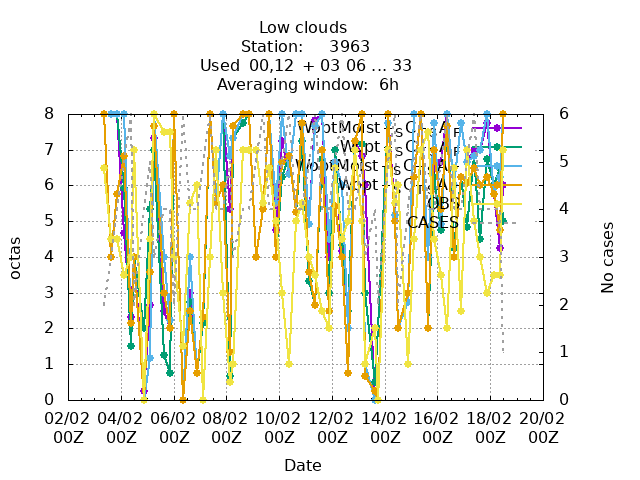 Low clouds
Station: 3963
Used 00,12 + 03 06 ... 33
Averaging window: 6h
octas
8
7
6
5
4
3
2
1
0
6
5
4
3
2
1
0
No cases
OBS
CASES
02/02 04/02 06/02 08/02 10/02 12/02 14/02 16/02 18/02 20/02
00Z 00Z 00Z 00Z 00Z 00Z 00Z 00Z 00Z 00Z
Date